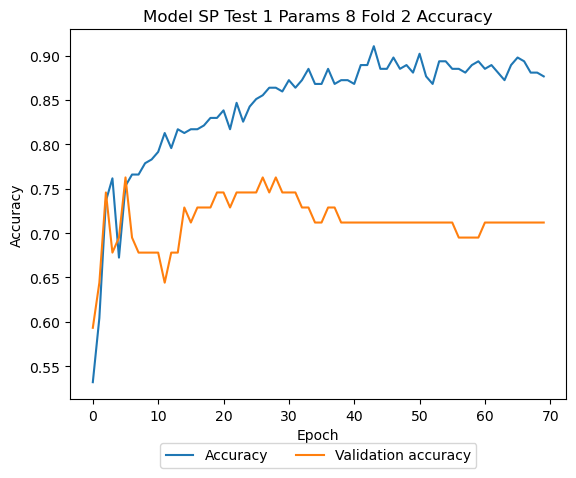 Model SP Test 1 Params 8 Fold 2 Accuracy
Accuracy
0.90
0.85
0.80
0.75
0.70
0.65
0.60
0.55
0 10 20 30 40 50 60 70
Epoch
Accuracy Validation accuracy